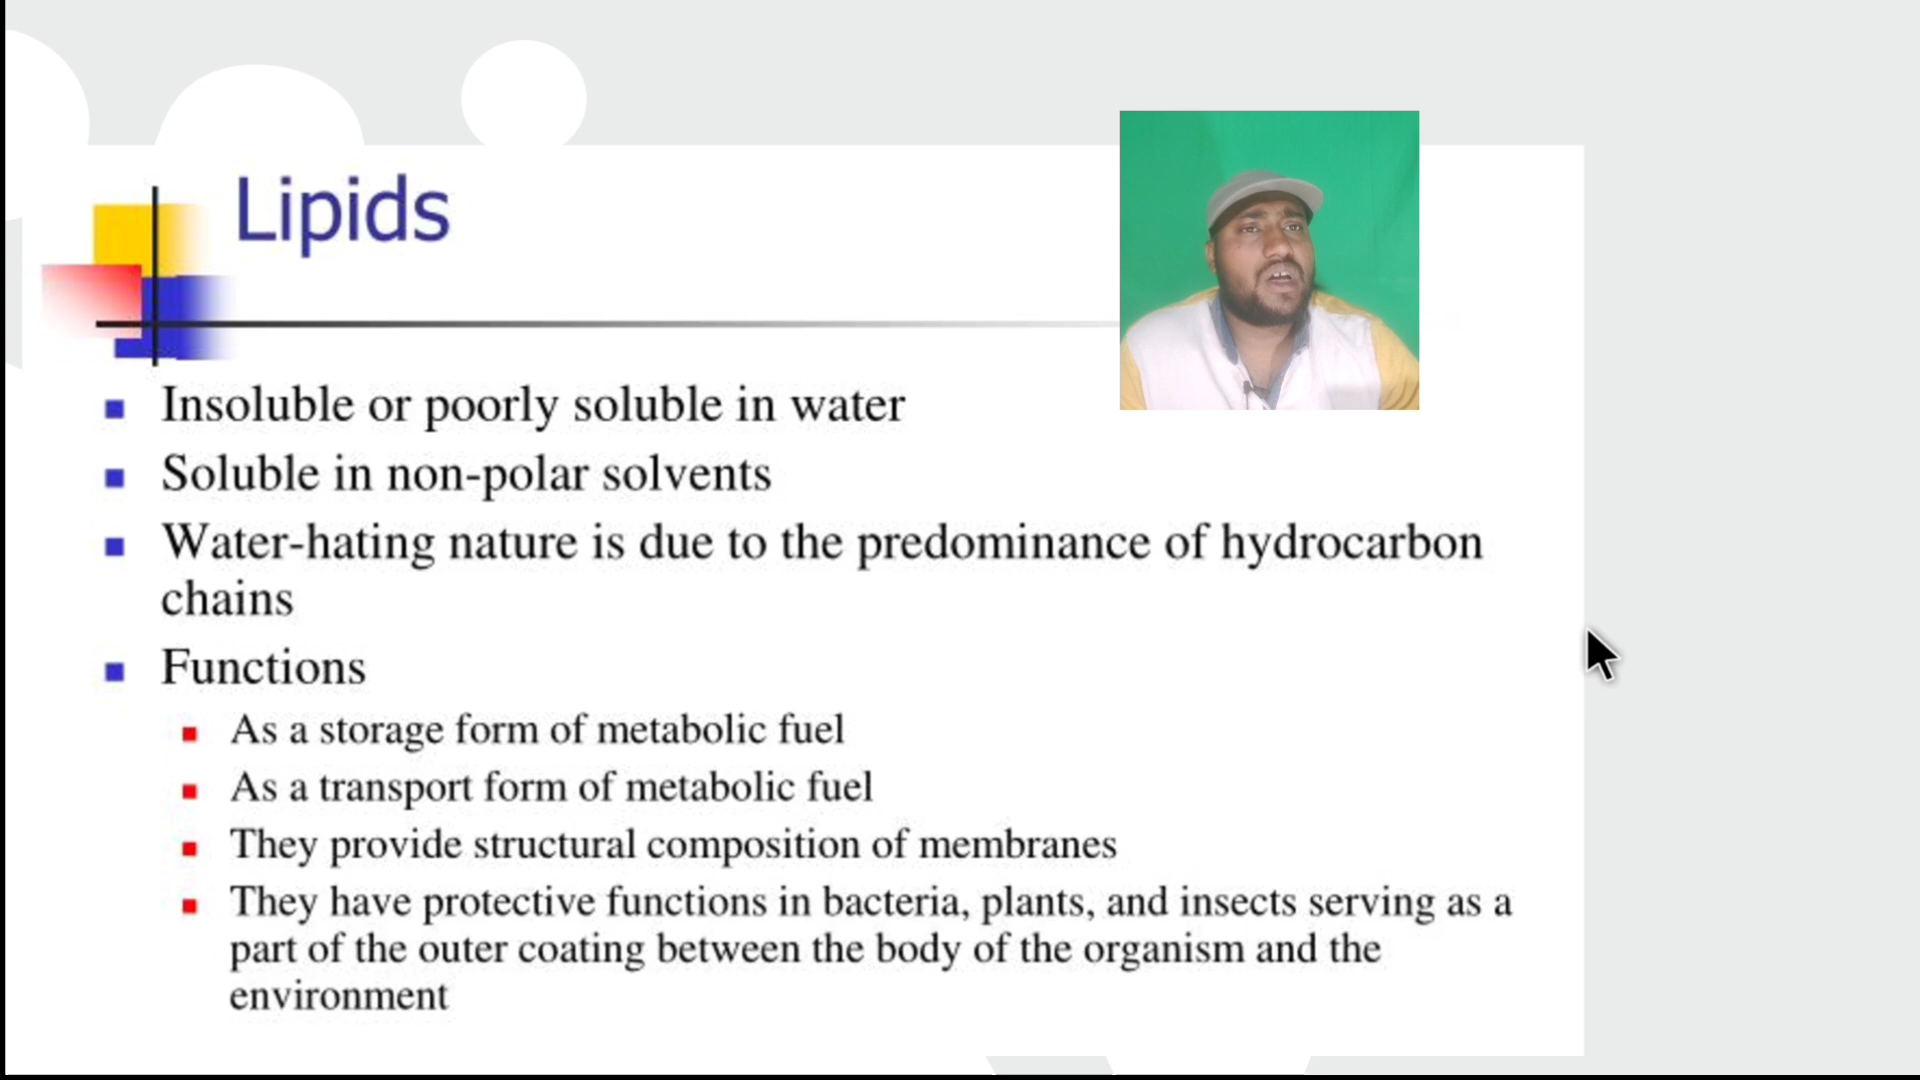 Lipids
Insoluble or poorly soluble in water
Soluble in non-polar solvents
Water-hating nature is due to the predominance of hydrocarbon
chains
Functions
As a storage form of metabolic fuel
As a transport form of metabolic fuel
They provide structural composition of membranes
They have protective functions in bacteria, plants, and insects serving as a
part of the outer coating between the body of the organism and the
environment